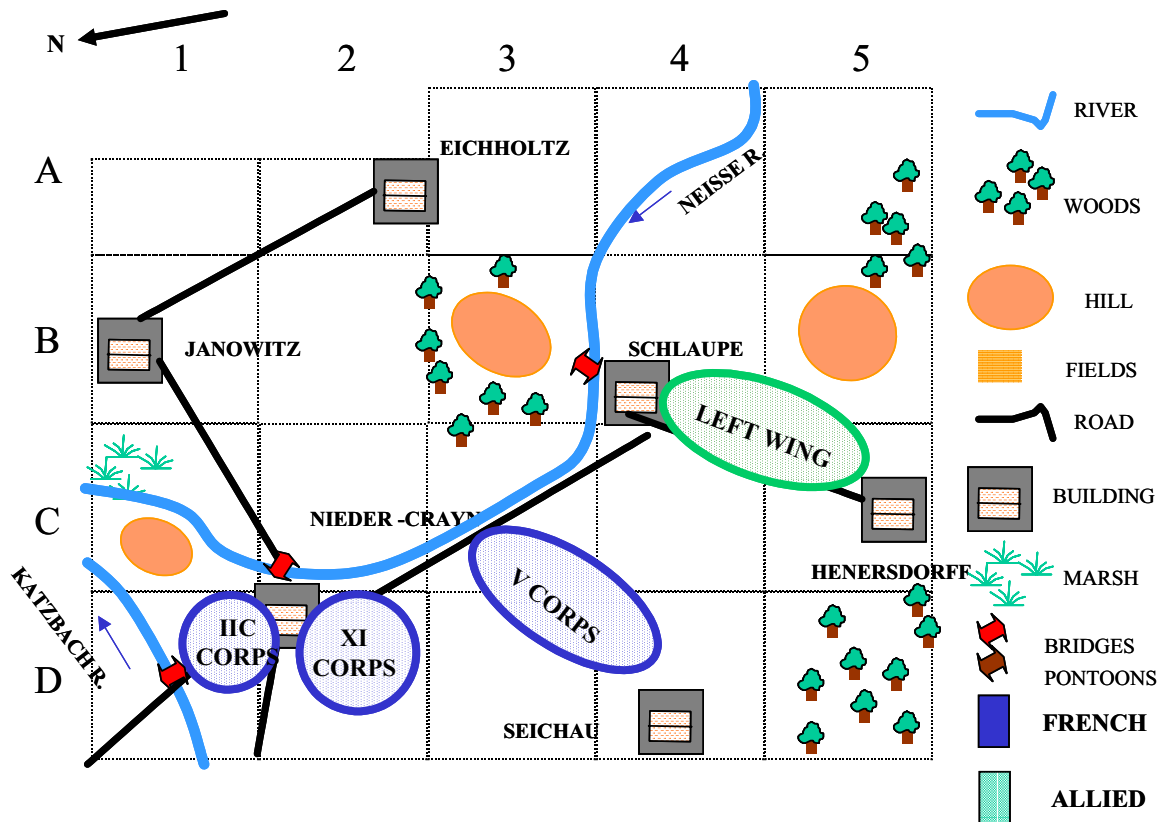 N
1 2 3 4 5
A
EICHHOLTZ
NEISSE R
B
JANOWITZ
SCHLAUPE
LEFT WING
C
NIEDER -CRAYN
V CORPS
HENERSDORFF
KATZBACH R.
D
IIC
CORPS
XI
CORPS
SEICHAU
RIVER
WOODS
HILL
FIELDS
ROAD
BUILDING
MARSH
BRIDGES
PONTOONS
FRENCH
ALLIED